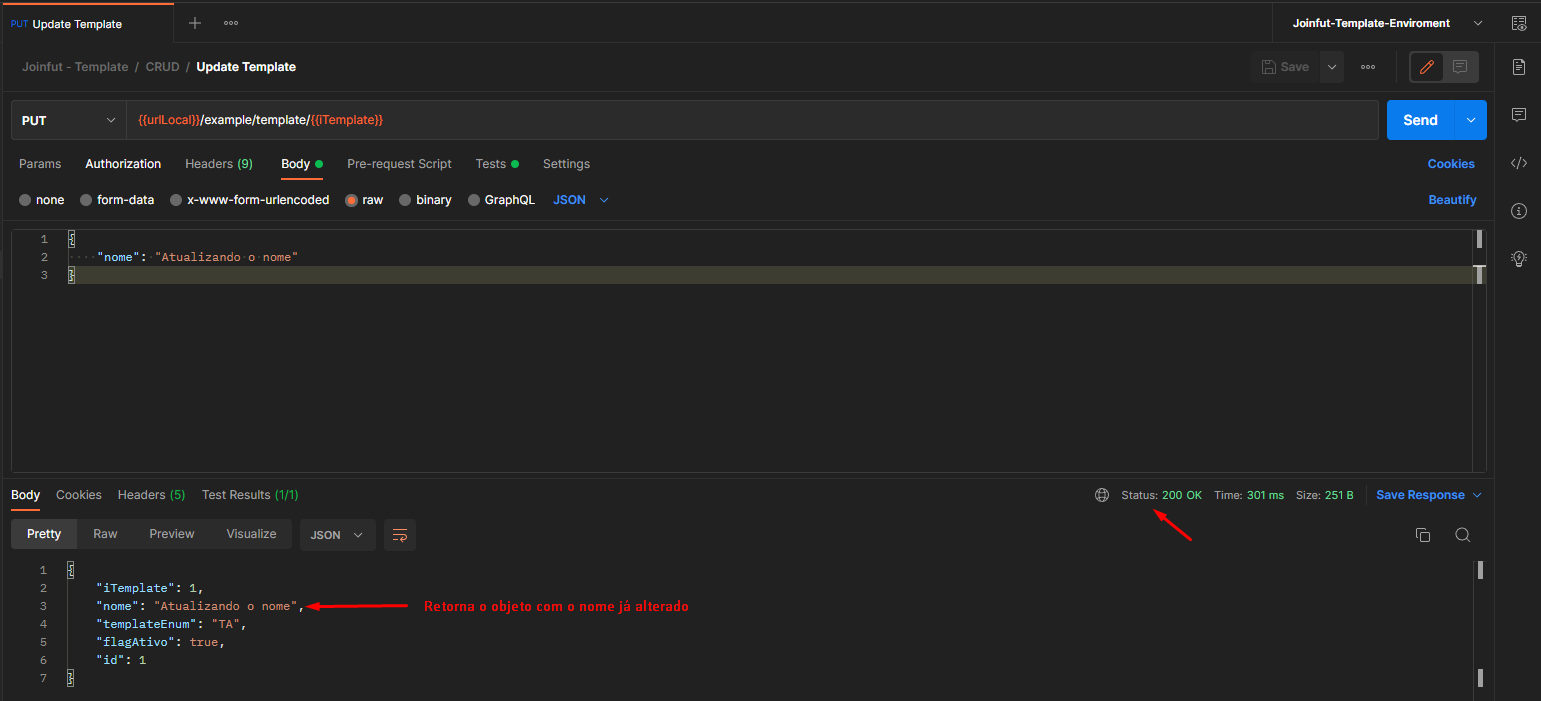 PUT Update Template
Joinfut-Template-Enviroment
Joinfut - Template / CRUD / Update Template
Save
PUT
{{urlLocal}}/example/template/{{iTemplate}}
Send
Params Authorization Headers (9) Body Pre-request Script Tests Settings
Cookies
none form-data x-www-form-urlencoded raw binary GraphQL JSON
Beautify
1 {
2 "nome": "Atualizando o nome"
3 }
Body Cookies Headers (5) Test Results (1/1)
Status: 200 OK Time: 301 ms Size: 251 B Save Response
Pretty Raw Preview Visualize JSON
1 {
2 "iTemplate": 1,
3 "nome": "Atualizando o nome", Retorna o objeto com o nome já alterado
4 "templateEnum": "TA",
5 "flagAtivo": true,
6 "id": 1
7 }